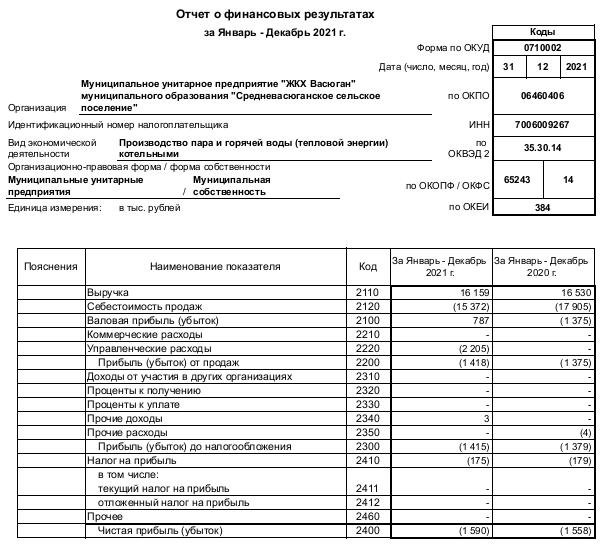 Отчет о финансовых результатах
за Январь - Декабрь 2021 г.
Коды
Форма по ОКУД 0710002
Дата (число, месяц, год) 31 12 2021
Организация Муниципальное унитарное предприятие "ЖКХ Васюган" муниципального образования "Средневасюганское сельское поселение" по ОКПО 06460406
Идентификационный номер налогоплательщика ИНН 7006009267
Вид экономической деятельности Производство пара и горячей воды (тепловой энергии) котельными по ОКВЭД 2 35.30.14
Организационно-правовая форма / форма собственности
Муниципальные унитарные предприятия / Муниципальная собственность по ОКОПФ / ОКФС 65243 14
Единица измерения: в тыс. рублей по ОКЕИ 384
Пояснения Наименование показателя Код За Январь - Декабрь 2021 г. За Январь - Декабрь 2020 г.
Выручка 2110 16 159 16 530
Себестоимость продаж 2120 (15 372) (17 905)
Валовая прибыль (убыток) 2100 787 (1 375)
Коммерческие расходы 2210 - -
Управленческие расходы 2220 (2 205) -
Прибыль (убыток) от продаж 2200 (1 418) (1 375)
Доходы от участия в других организациях 2310 - -
Проценты к получению 2320 - -
Проценты к уплате 2330 - -
Прочие доходы 2340 3 -
Прочие расходы 2350 - (4)
Прибыль (убыток) до налогообложения 2300 (1 415) (1 379)
Налог на прибыль 2410 (175) (179)
в том числе:
текущий налог на прибыль 2411 - -
отложенный налог на прибыль 2412 - -
Прочее 2460 - -
Чистая прибыль (убыток) 2400 (1 590) (1 558)